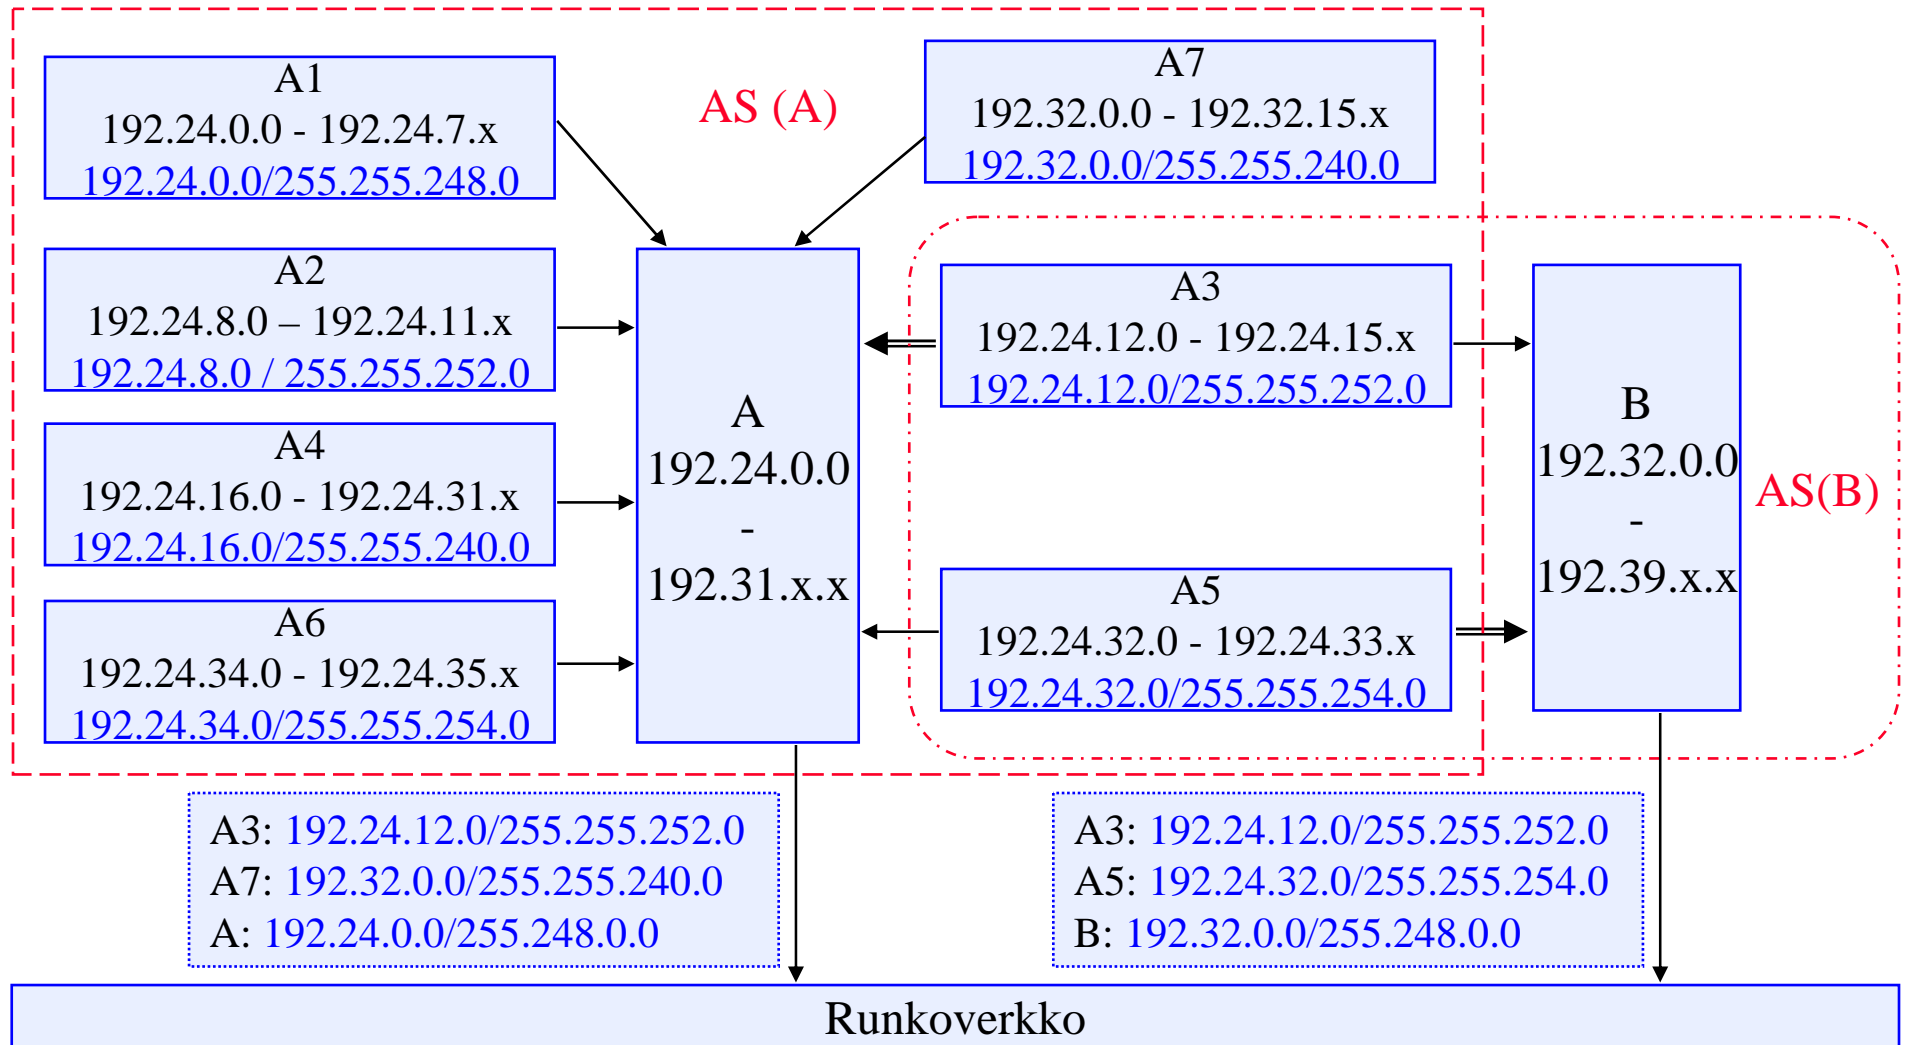 A1
192.24.0.0 - 192.24.7.x
192.24.0.0/255.255.248.0
AS (A)
A7
192.32.0.0 - 192.32.15.x
192.32.0.0/255.255.240.0
A2
192.24.8.0 – 192.24.11.x
192.24.8.0 / 255.255.252.0
A4
192.24.16.0 - 192.24.31.x
192.24.16.0/255.255.240.0
A6
192.24.34.0 - 192.24.35.x
192.24.34.0/255.255.254.0
A
192.24.0.0
-
192.31.x.x
A3
192.24.12.0 - 192.24.15.x
192.24.12.0/255.255.252.0
A5
192.24.32.0 - 192.24.33.x
192.24.32.0/255.255.254.0
B
192.32.0.0
-
192.39.x.x
AS(B)
A3: 192.24.12.0/255.255.252.0
A7: 192.32.0.0/255.255.240.0
A: 192.24.0.0/255.248.0.0
A3: 192.24.12.0/255.255.252.0
A5: 192.24.32.0/255.255.254.0
B: 192.32.0.0/255.248.0.0
Runkoverkko